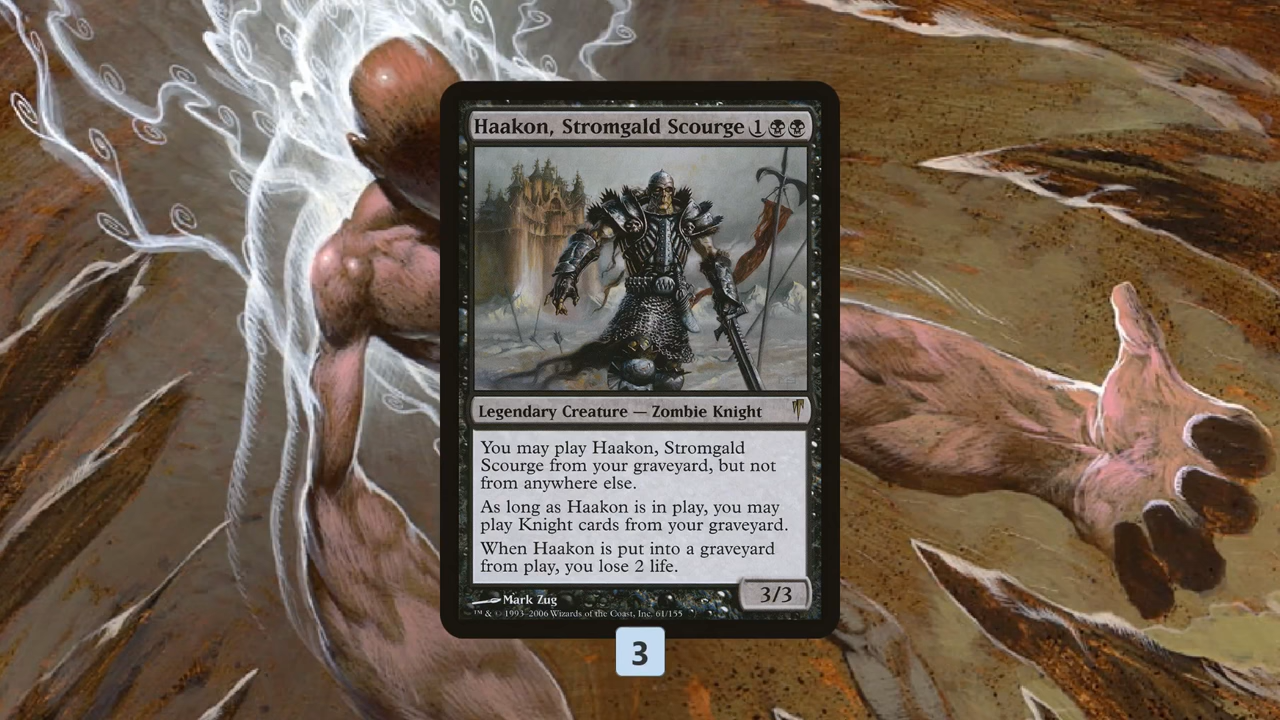 Haakon, Stromgald Scourge 1
Legendary Creature — Zombie Knight
You may play Haakon, Stromgald
Scourge from your graveyard, but not
from anywhere else.
As long as Haakon is in play, you may
play Knight cards from your graveyard.
When Haakon is put into a graveyard
from play, you lose 2 life.
3/3
Mark Zug
™ & © 1993–2006 Wizards of the Coast, Inc. 61/155
3